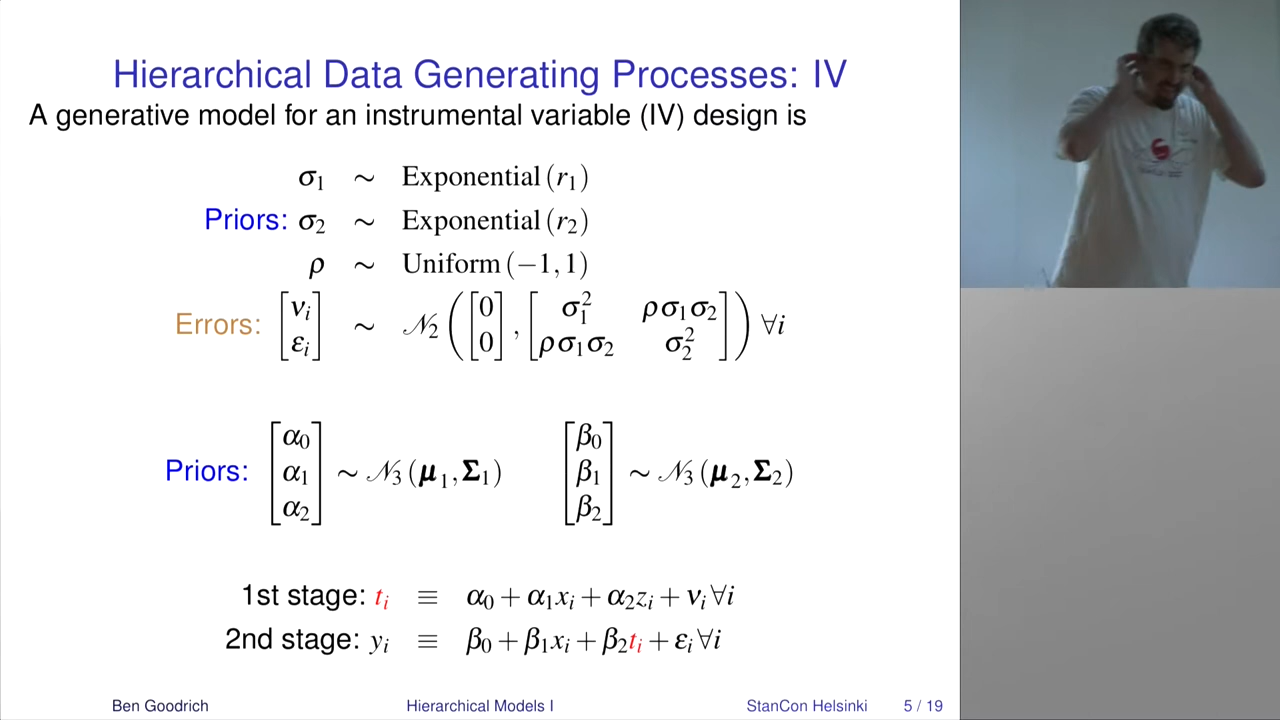 Hierarchical Data Generating Processes: IV
A generative model for an instrumental variable (IV) design is
σ₁ ∼ Exponential (r₁)
Priors: σ₂ ∼ Exponential (r₂)
ρ ∼ Uniform (−1, 1)
Errors: [νᵢ; εᵢ] ∼ 𝒩₂ ([0; 0], [σ₁² ρσ₁σ₂; ρσ₁σ₂ σ₂²]) ∀i
Priors: [α₀; α₁; α₂] ∼ 𝒩₃ (μ₁, Σ₁) [β₀; β₁; β₂] ∼ 𝒩₃ (μ₂, Σ₂)
1st stage: tᵢ ≡ α₀ + α₁xᵢ + α₂zᵢ + νᵢ ∀i
2nd stage: yᵢ ≡ β₀ + β₁xᵢ + β₂tᵢ + εᵢ ∀i
Ben Goodrich Hierarchical Models I StanCon Helsinki 5 / 19